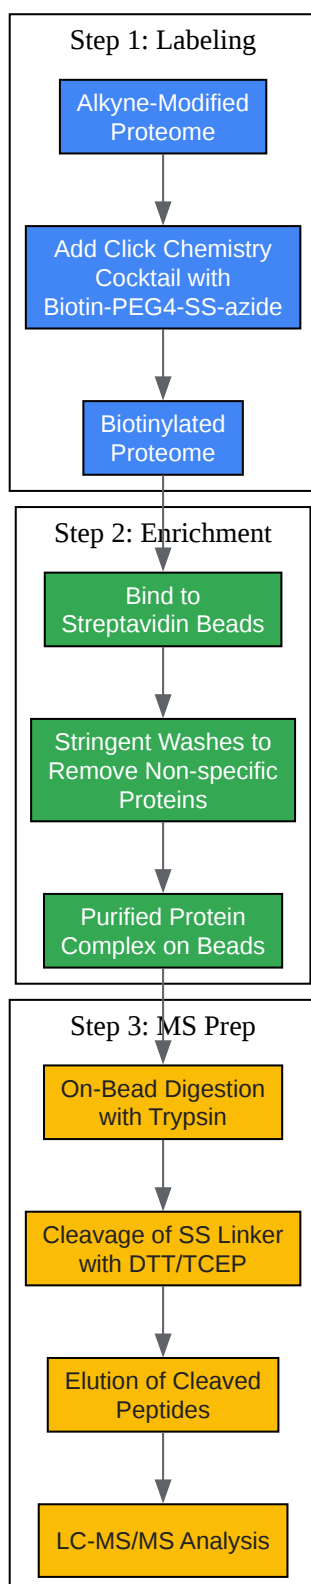 Step 1: Labeling
Alkyne-Modified
Proteome
Add Click Chemistry
Cocktail with
Biotin-PEG4-SS-azide
Biotinylated
Proteome
Step 2: Enrichment
Bind to
Streptavidin Beads
Stringent Washes to
Remove Non-specific
Proteins
Purified Protein
Complex on Beads
Step 3: MS Prep
On-Bead Digestion
with Trypsin
Cleavage of SS Linker
with DTT/TCEP
Elution of Cleaved
Peptides
LC-MS/MS Analysis